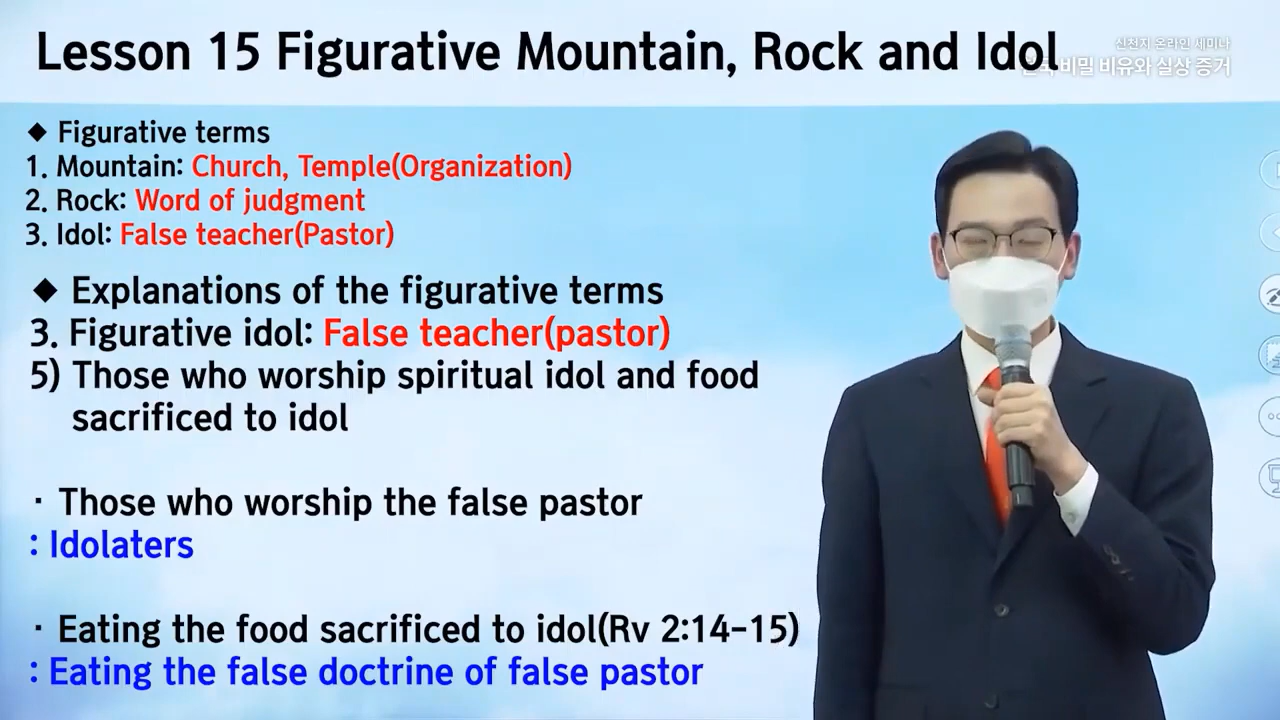 Lesson 15 Figurative Mountain, Rock and Idol
신천지 온라인 세미나
비밀 비유와 실상 증거
◆ Figurative terms
1. Mountain: Church, Temple(Organization)
2. Rock: Word of judgment
3. Idol: False teacher(Pastor)
◆ Explanations of the figurative terms
3. Figurative idol: False teacher(pastor)
5) Those who worship spiritual idol and food
sacrificed to idol
· Those who worship the false pastor
: Idolaters
· Eating the food sacrificed to idol(Rv 2:14-15)
: Eating the false doctrine of false pastor